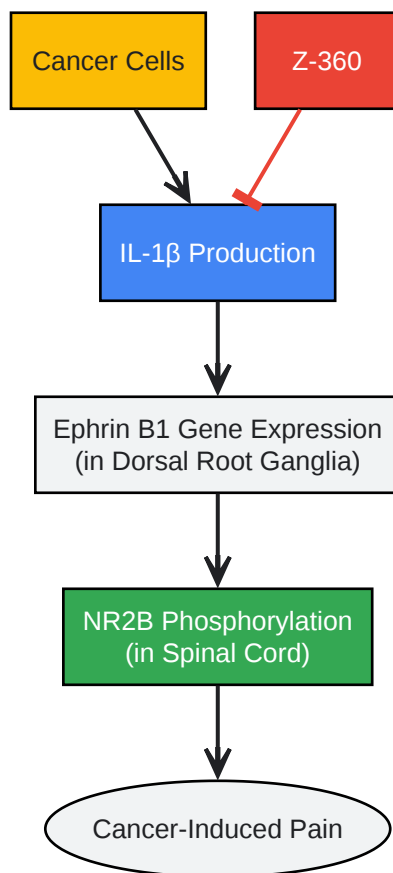 Cancer Cells
Z-360
IL-1β Production
Ephrin B1 Gene Expression
(in Dorsal Root Ganglia)
NR2B Phosphorylation
(in Spinal Cord)
Cancer-Induced Pain